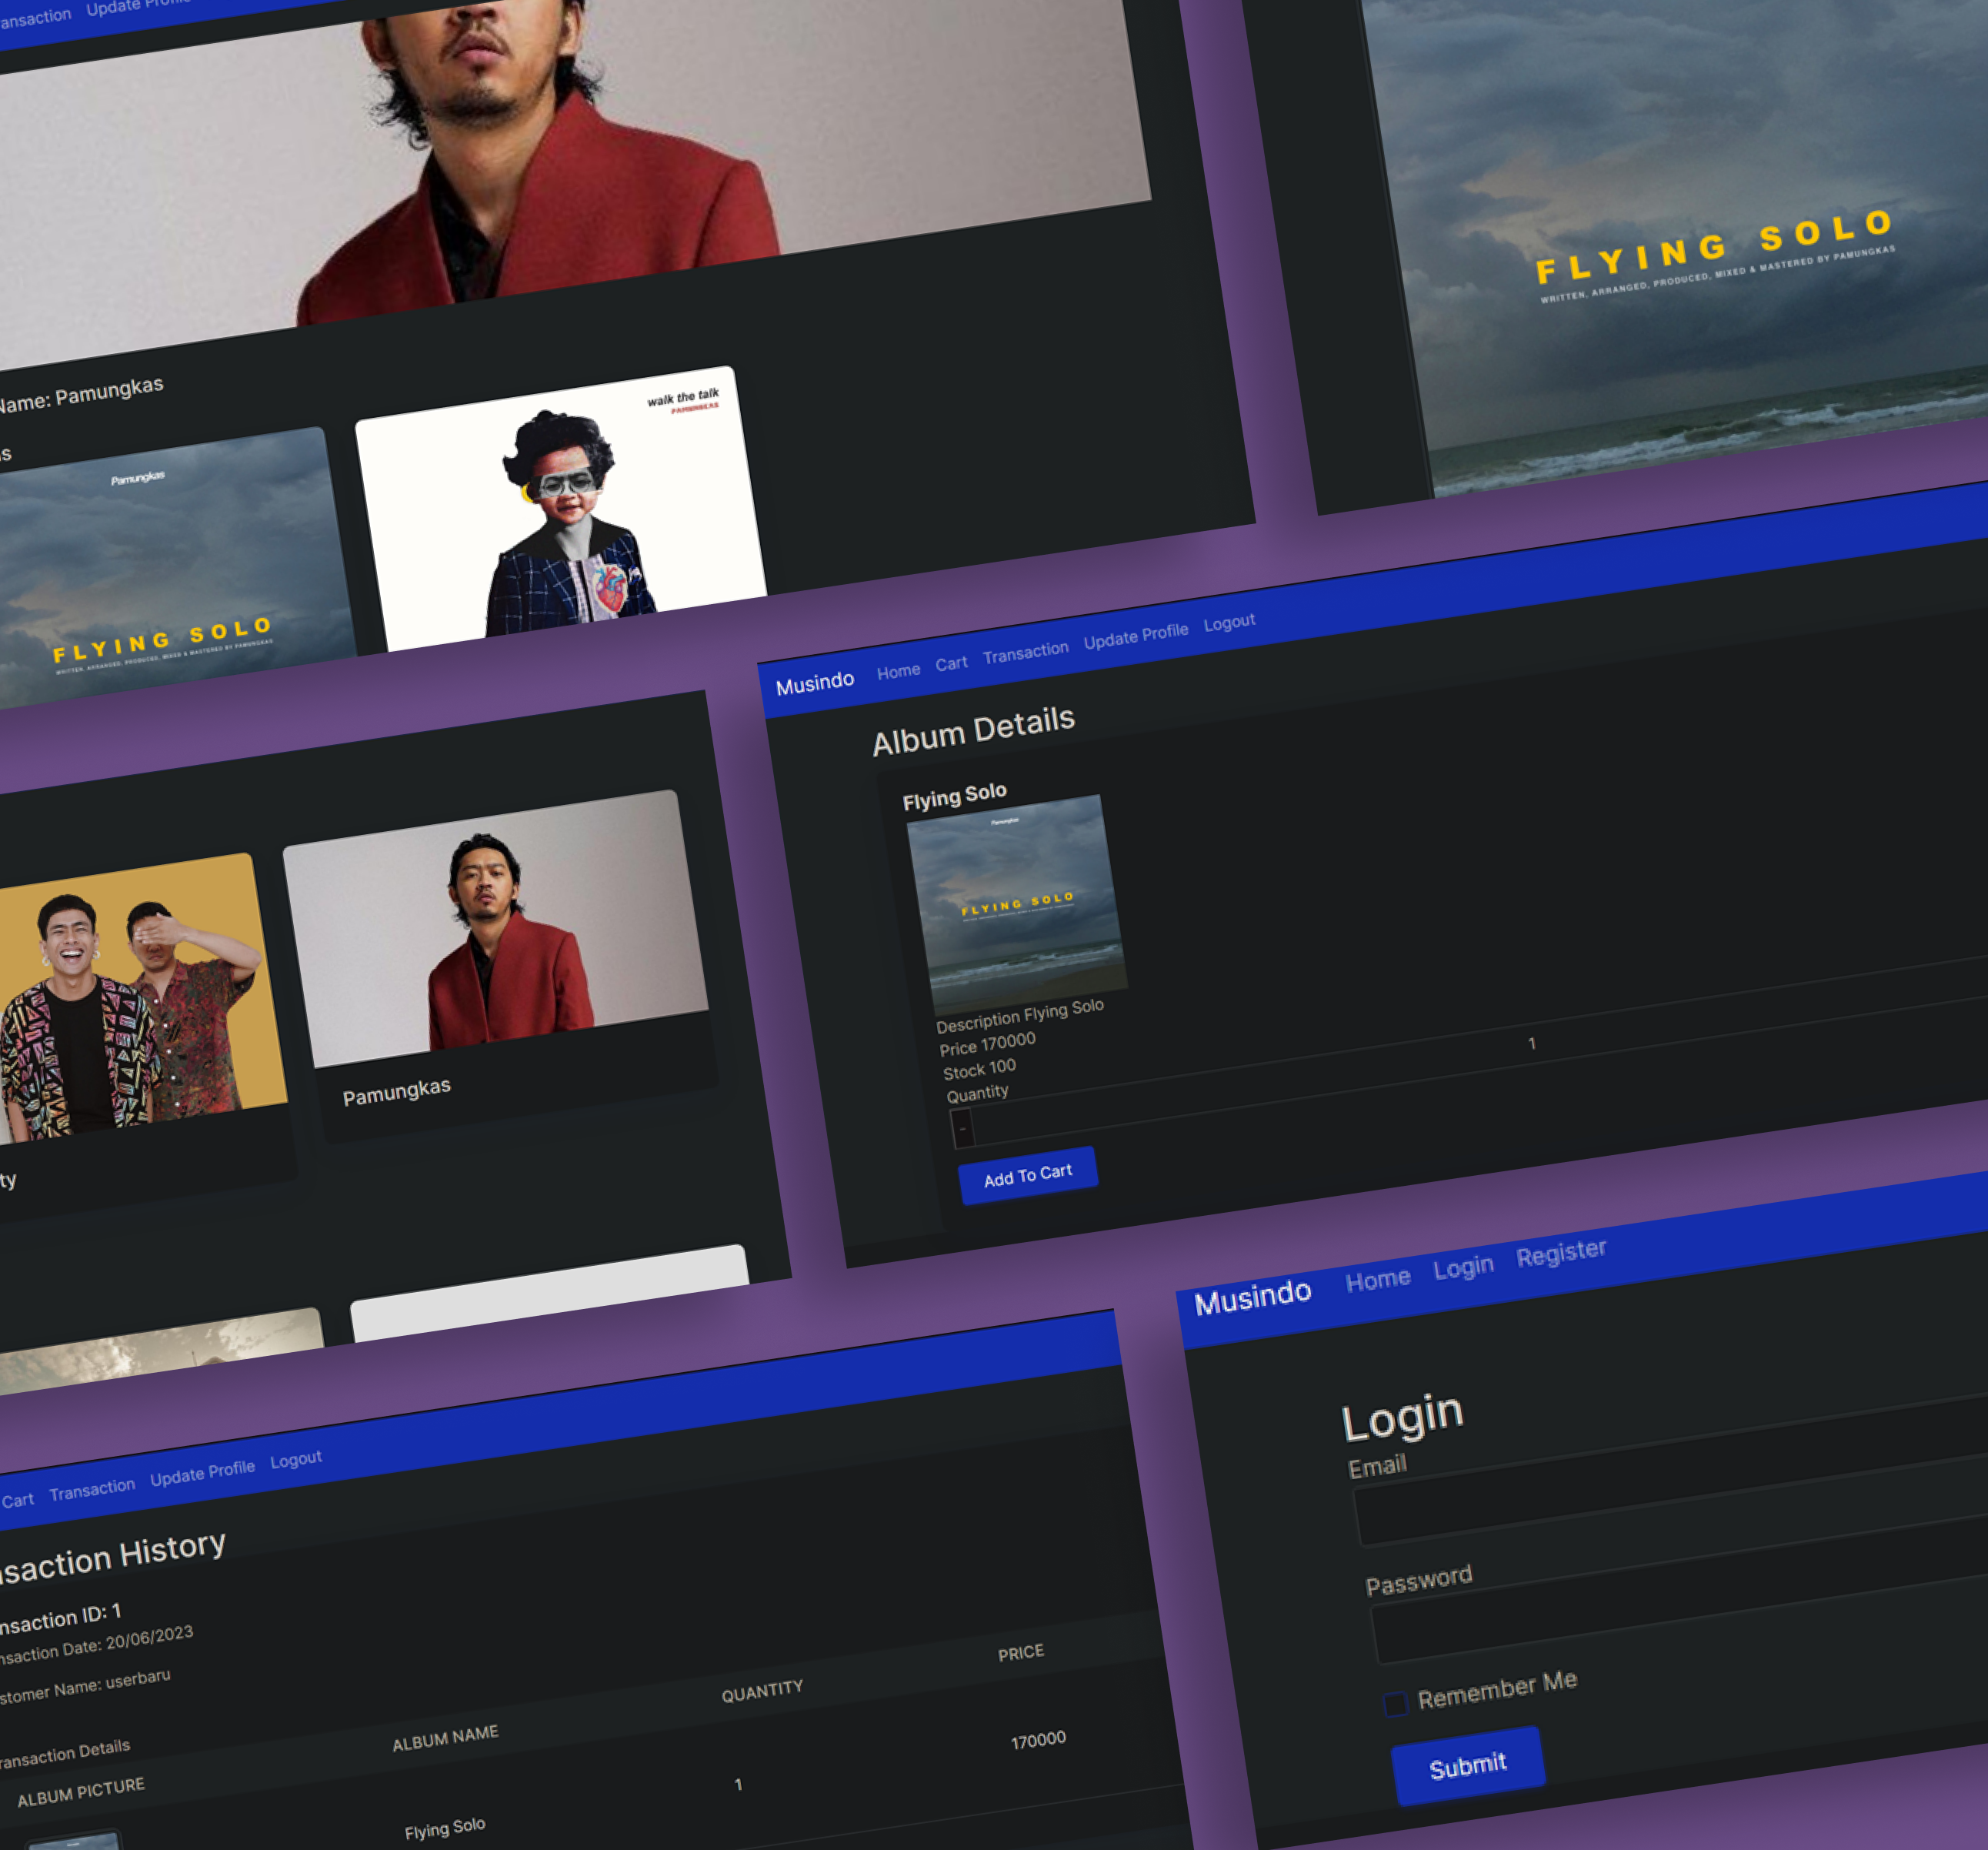 ansaction Update Pro
Name: Pamungkas
s
Pamungkas
FLYING SOLO
WRITTEN, ARRANGED, PRODUCED, MIXED & MASTERED BY PAMUNGKAS
walk the talk
PAMUNGKAS
FLYING SOLO
WRITTEN, ARRANGED, PRODUCED, MIXED & MASTERED BY PAMUNGKAS
Musindo Home Cart Transaction Update Profile Logout
Album Details
Flying Solo
Pamungkas
FLYING SOLO
Description Flying Solo
Price 170000
Stock 100
Quantity
- 1
Add To Cart
ty
Pamungkas
Cart Transaction Update Profile Logout
nsaction History
nsaction ID: 1
nsaction Date: 20/06/2023
stomer Name: userbaru
ransaction Details
ALBUM PICTURE ALBUM NAME QUANTITY PRICE
Flying Solo 1 170000
Musindo Home Login Register
Login
Email
Password
Remember Me
Submit